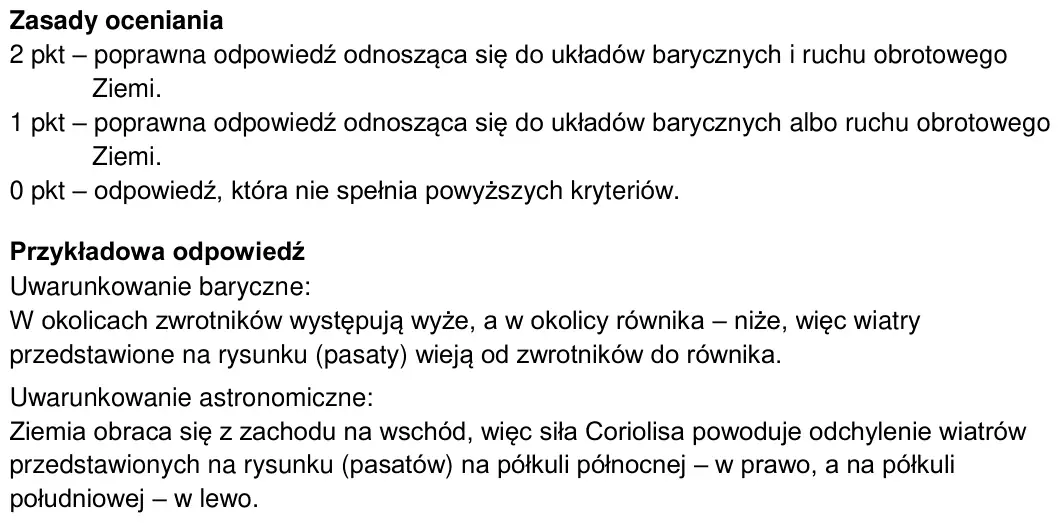 Zasady oceniania
2 pkt – poprawna odpowiedź odnosząca się do układów barycznych i ruchu obrotowego
Ziemi.
1 pkt – poprawna odpowiedź odnosząca się do układów barycznych albo ruchu obrotowego
Ziemi.
0 pkt – odpowiedź, która nie spełnia powyższych kryteriów.
Przykładowa odpowiedź
Uwarunkowanie baryczne:
W okolicach zwrotników występują wyże, a w okolicy równika – niże, więc wiatry
przedstawione na rysunku (pasaty) wieją od zwrotników do równika.
Uwarunkowanie astronomiczne:
Ziemia obraca się z zachodu na wschód, więc siła Coriolisa powoduje odchylenie wiatrów
przedstawionych na rysunku (pasatów) na półkuli północnej – w prawo, a na półkuli
południowej – w lewo.